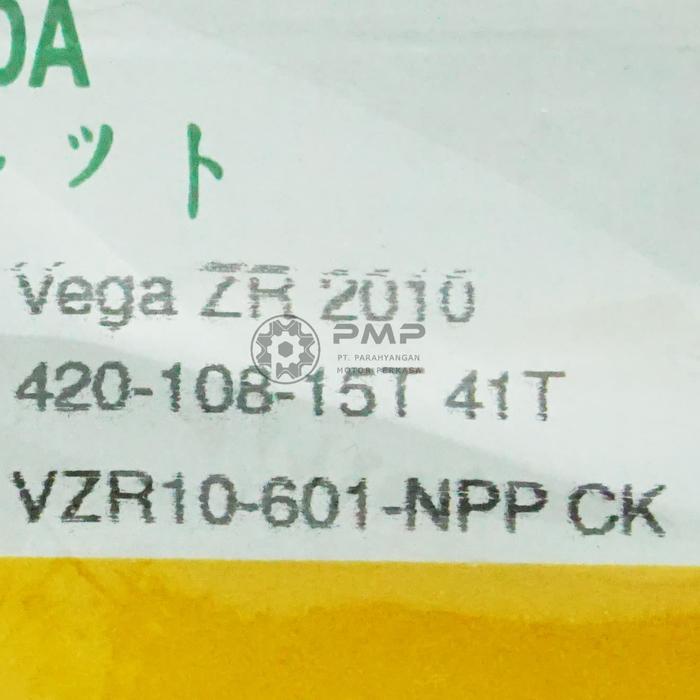 DA
ット
Vega ZR 2010
PMP
PT. PARAHYANGAN
MOTOR PERKASA
420-108-15T 41T
VZR10-601-NPP CK